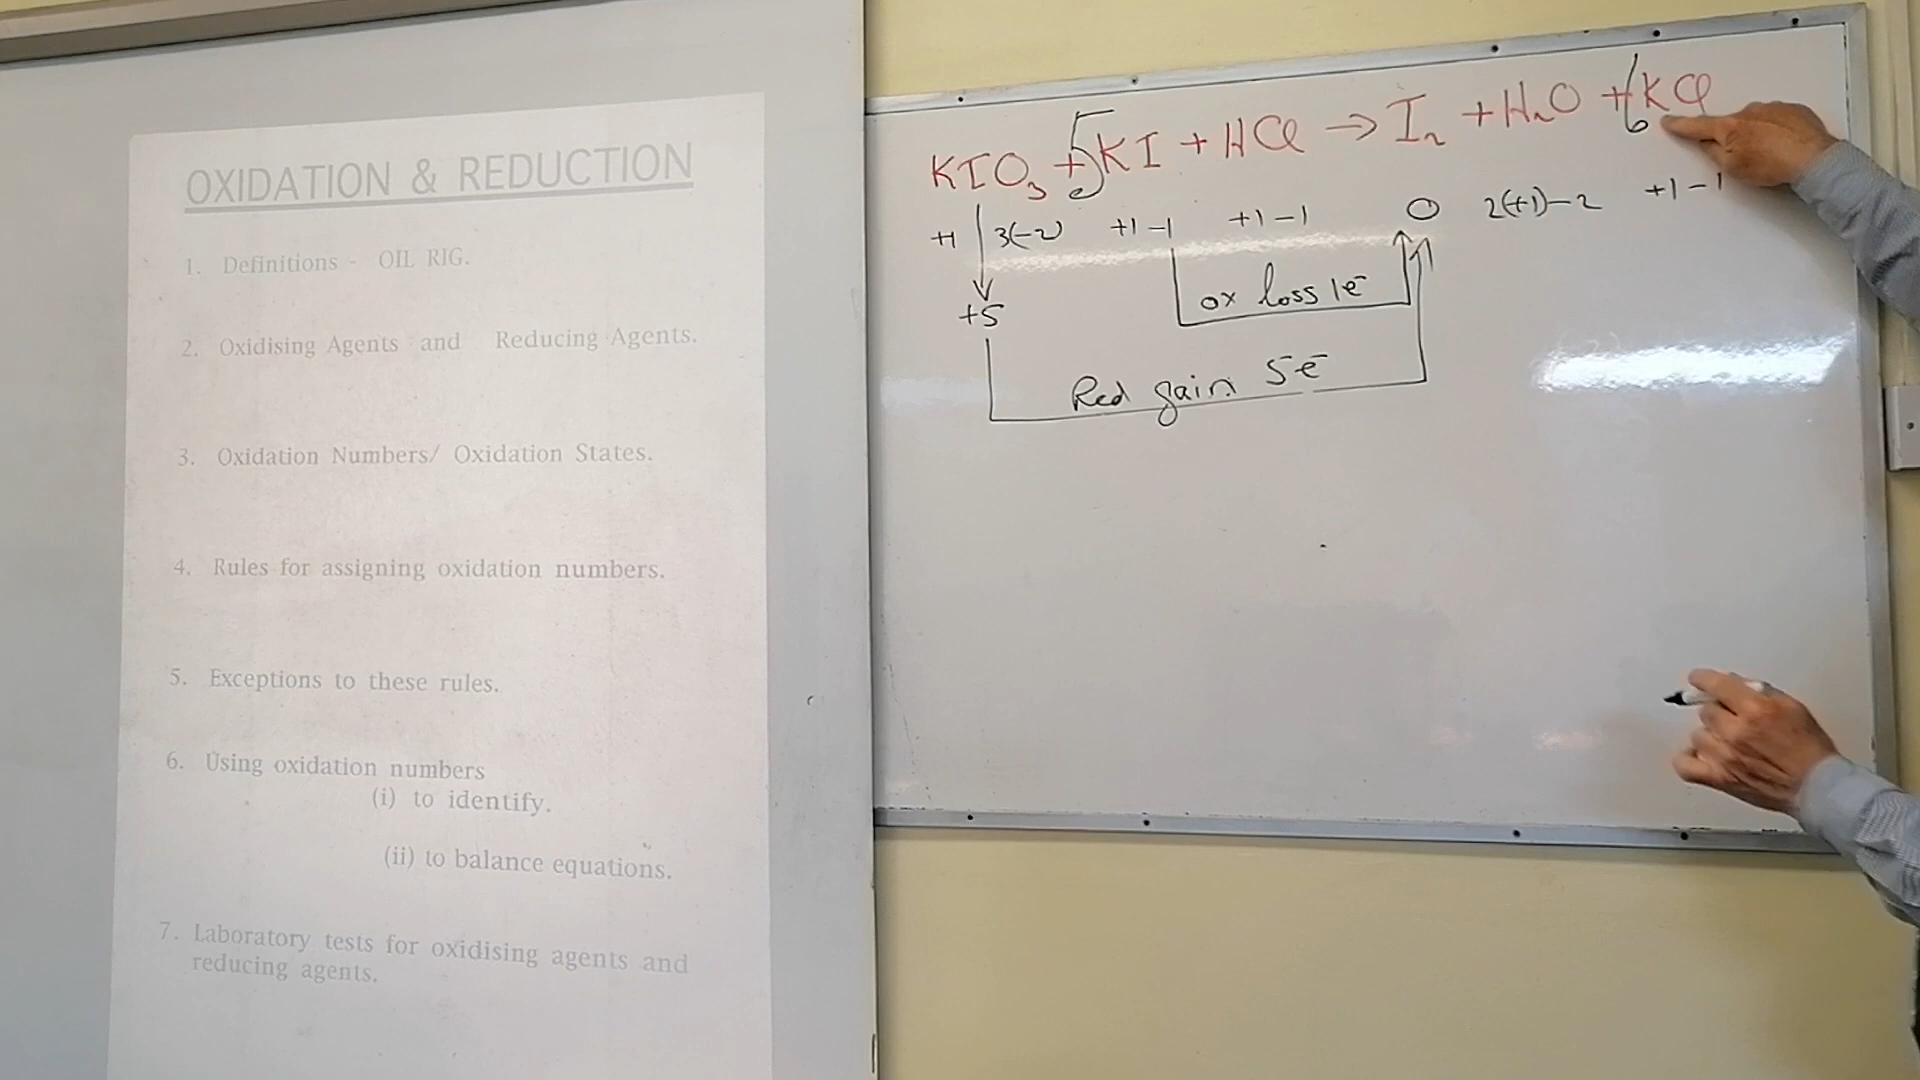 OXIDATION & REDUCTION
1. Definitions - OIL RIG.
2. Oxidising Agents and Reducing Agents.
3. Oxidation Numbers/ Oxidation States.
4. Rules for assigning oxidation numbers.
5. Exceptions to these rules.
6. Using oxidation numbers
(i) to identify.
(ii) to balance equations.
7. Laboratory tests for oxidising agents and
reducing agents.
KIO₃ + 5KI + HCl → I₂ + H₂O + 6KCl
+1 3(-2) +1 -1 +1 -1 0 2(+1)-2 +1 -1
+5
ox loss 1e⁻
Red gain 5e⁻